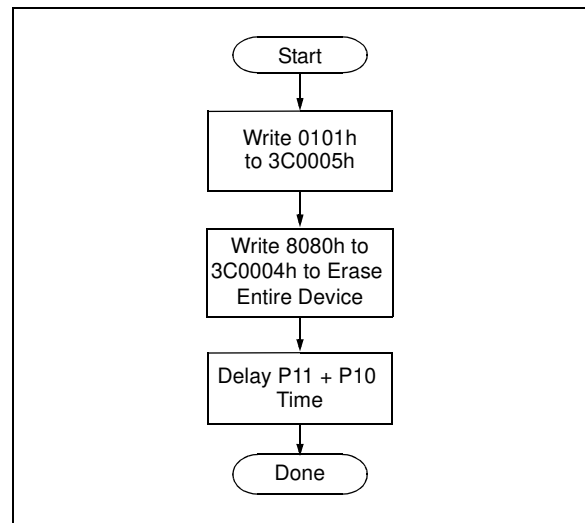 Start
Write 0101h
to 3C0005h
Write 8080h to
3C0004h to Erase
Entire Device
Delay P11 + P10
Time
Done